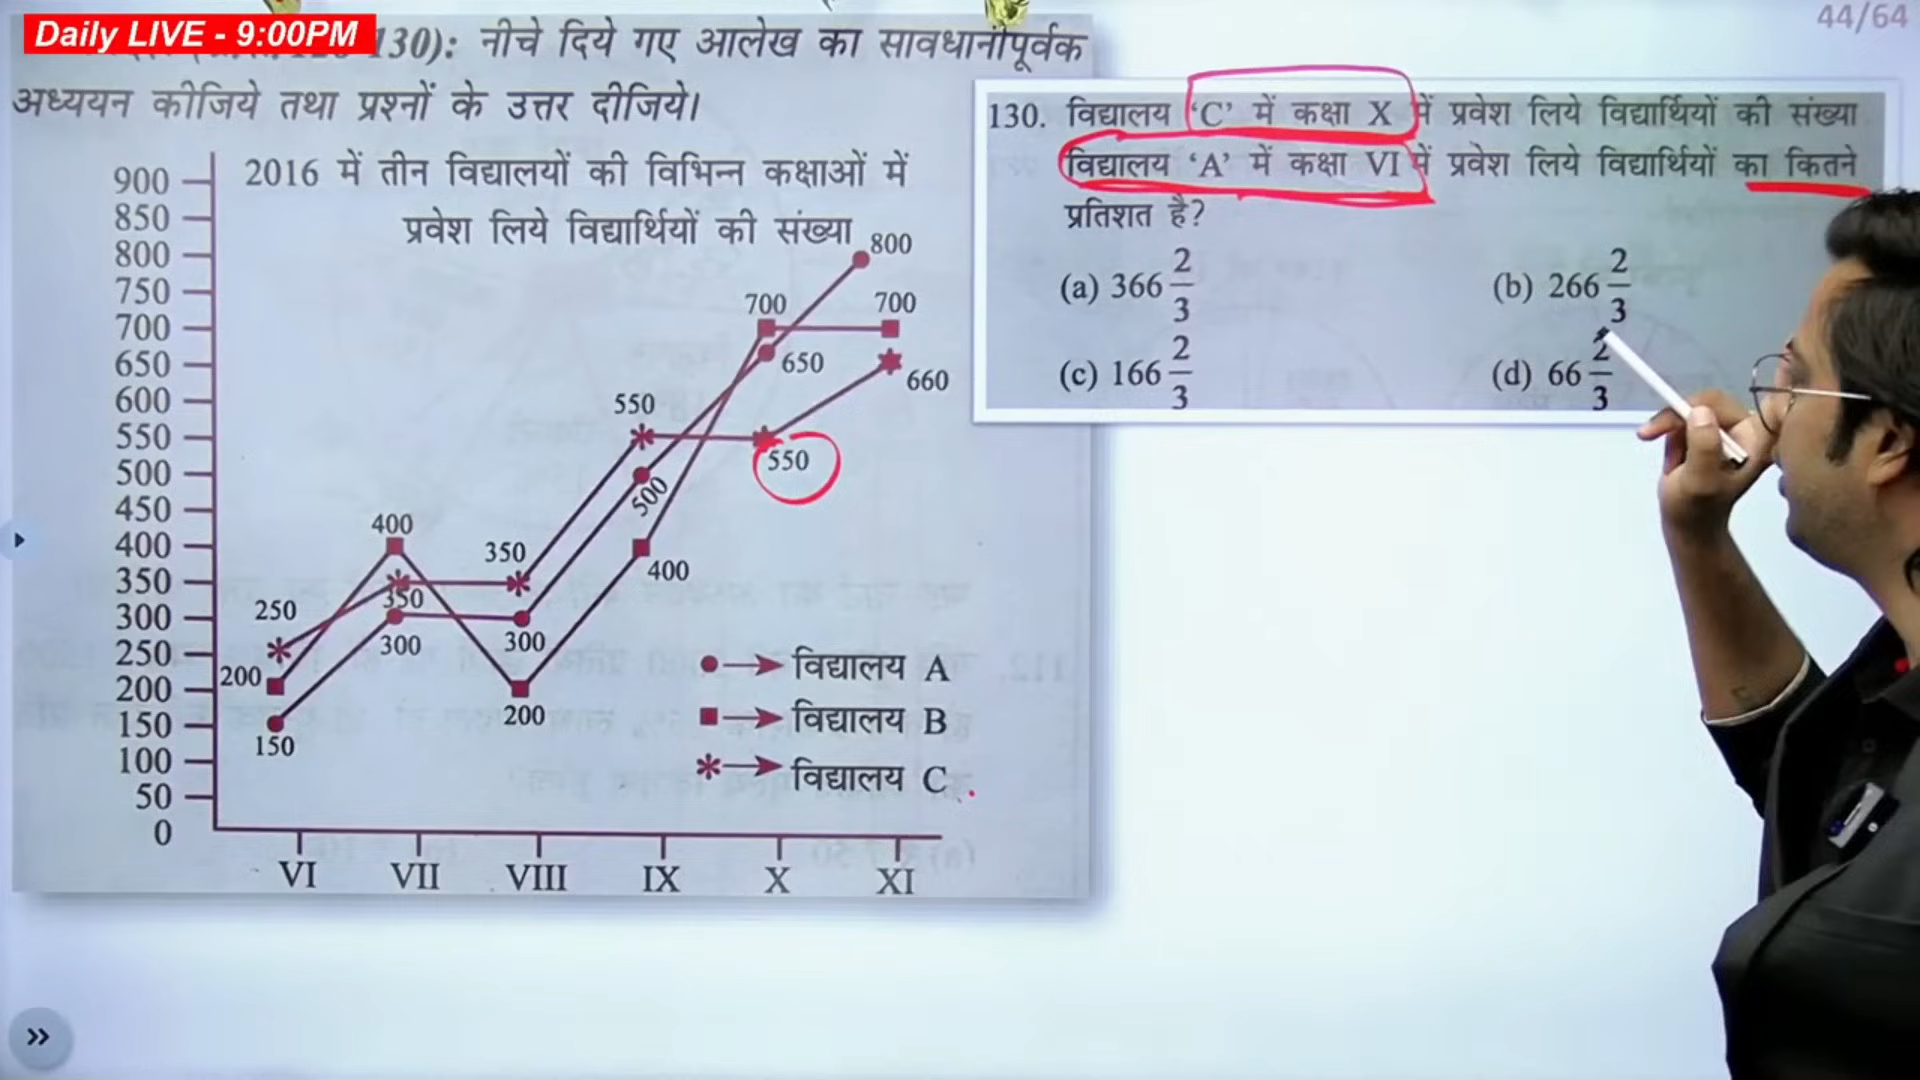 Daily LIVE - 9:00PM
130): नीचे दिये गए आलेख का सावधानीपूर्वक
अध्ययन कीजिये तथा प्रश्नों के उत्तर दीजिये।
44/64
2016 में तीन विद्यालयों की विभिन्न कक्षाओं में
प्रवेश लिये विद्यार्थियों की संख्या
900
850
800
750
700
650
600
550
500
450
400
350
300
250
200
150
100
50
0
800
700
700
650
660
550
550
500
400
400
350
350
300
300
250
200
200
150
विद्यालय A
विद्यालय B
विद्यालय C
VI VII VIII IX X XI
130. विद्यालय ‘C’ में कक्षा X में प्रवेश लिये विद्यार्थियों की संख्या
विद्यालय ‘A’ में कक्षा VI में प्रवेश लिये विद्यार्थियों का कितने
प्रतिशत है?
(a) 366 2/3 (b) 266 2/3
(c) 166 2/3 (d) 66 2/3